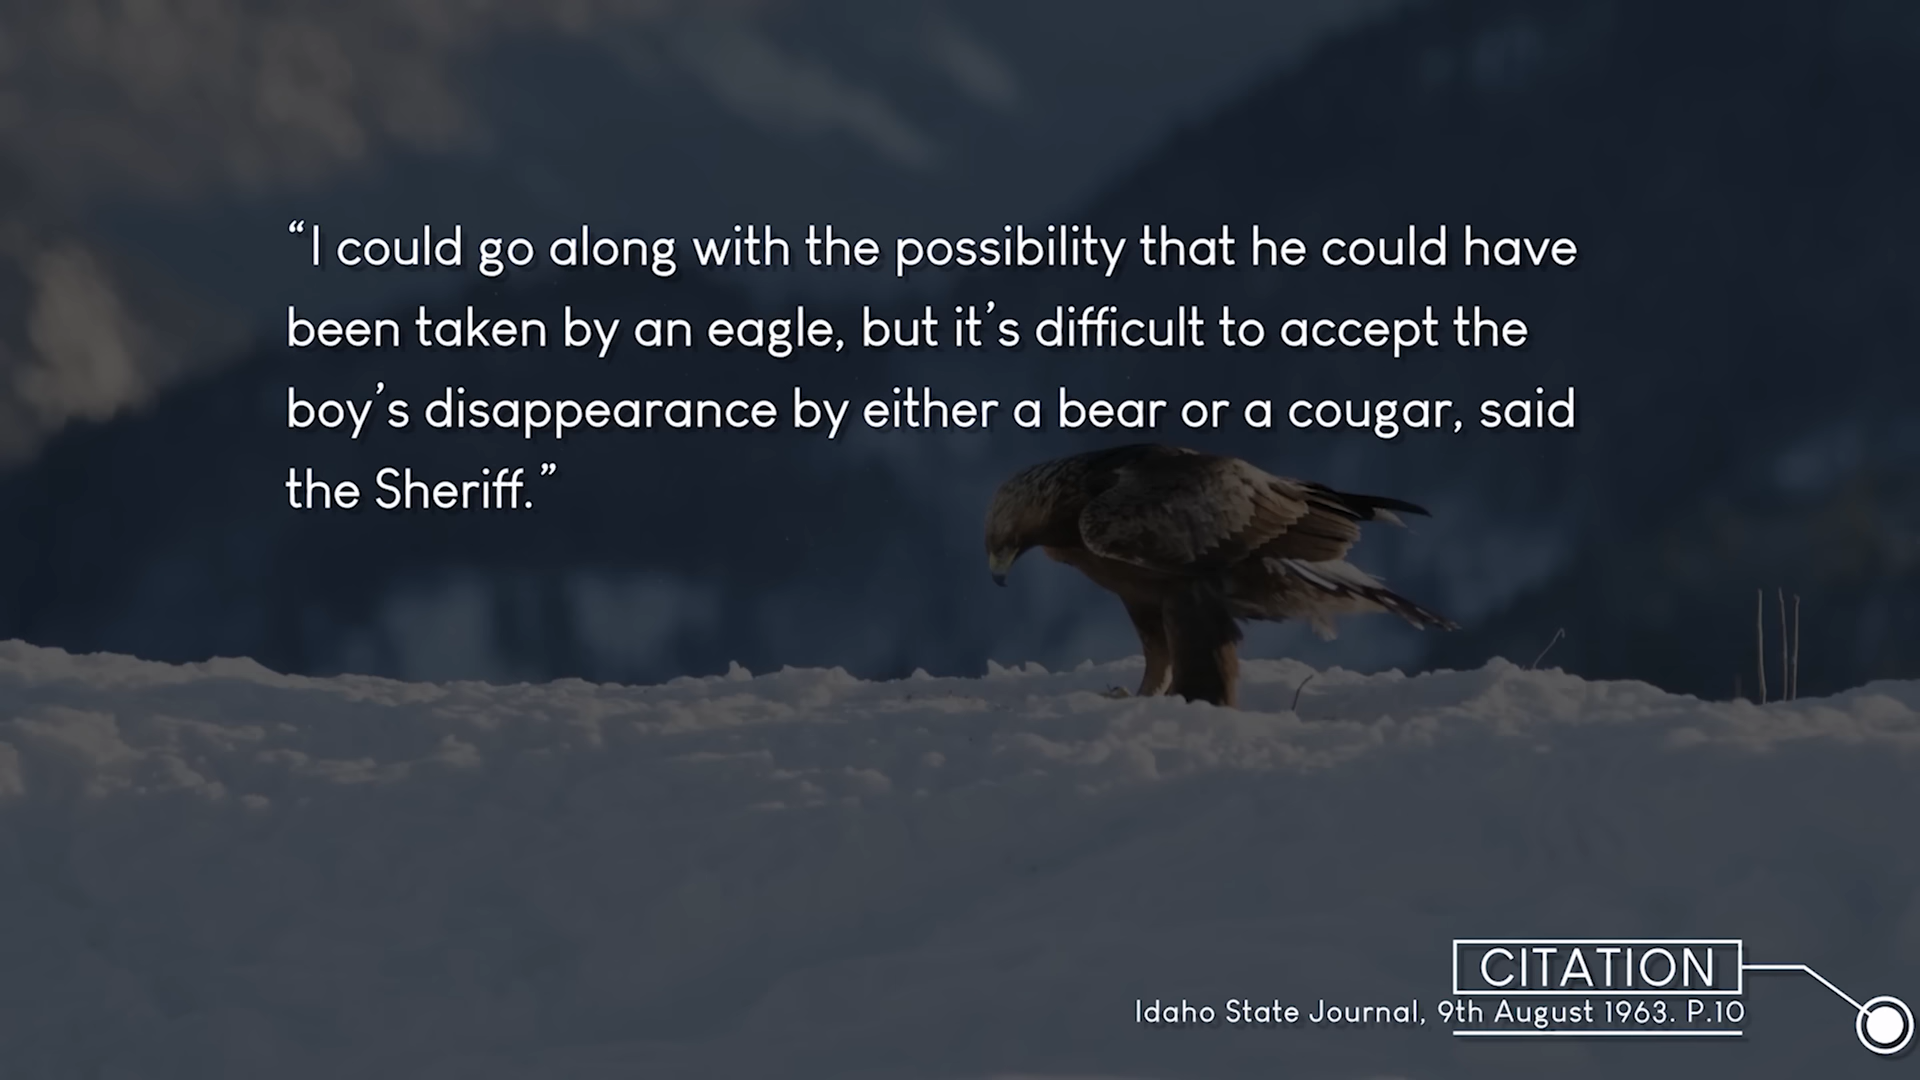 “I could go along with the possibility that he could have
been taken by an eagle, but it’s difficult to accept the
boy’s disappearance by either a bear or a cougar, said
the Sheriff.”
CITATION
Idaho State Journal, 9th August 1963. P.10